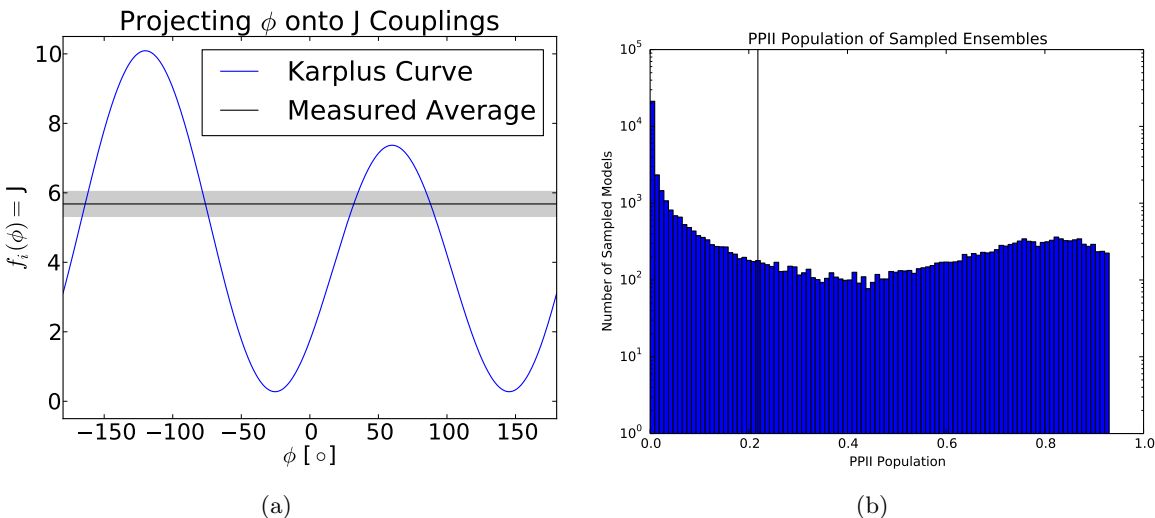 Projecting ϕ onto J Couplings
Karplus Curve
Measured Average
10
8
6
4
2
0
f_i(ϕ) = J
−150 −100 −50 0 50 100 150
ϕ [∘]
(a)
PPII Population of Sampled Ensembles
10^5
10^4
10^3
10^2
10^1
10^0
Number of Sampled Models
0.0 0.2 0.4 0.6 0.8 1.0
PPII Population
(b)